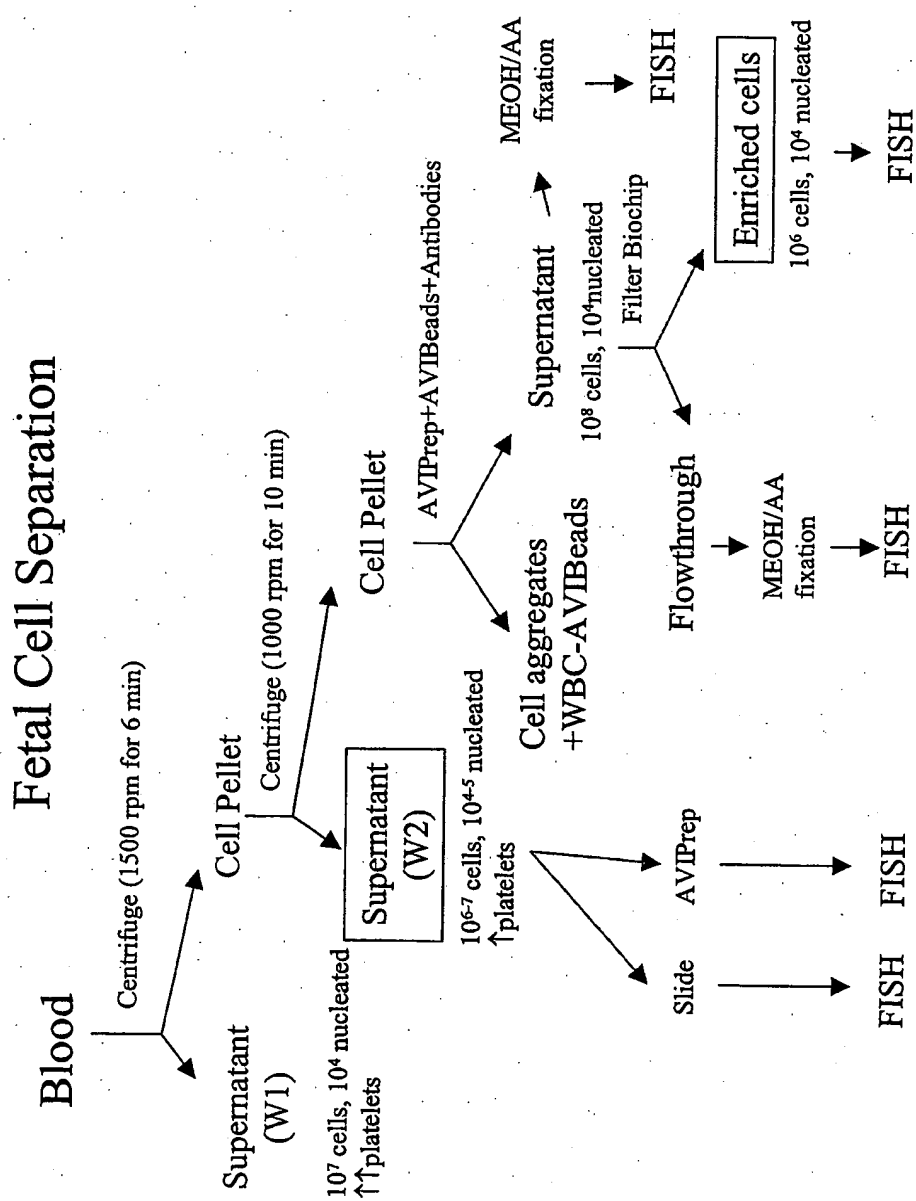 Fetal Cell Separation
Blood
Centrifuge (1500 rpm for 6 min)
Supernatant
(W1)
10⁷ cells, 10⁴ nucleated
↑↑platelets
Cell Pellet
Centrifuge (1000 rpm for 10 min)
Supernatant
(W2)
10⁶⁻⁷ cells, 10⁴⁻⁵ nucleated
↑platelets
Slide
FISH
AVIPrep
FISH
Cell Pellet
AVIPrep+AVIBeads+Antibodies
Cell aggregates
+WBC-AVIBeads
Supernatant
10⁸ cells, 10⁴nucleated
Filter Biochip
MEOH/AA
fixation
FISH
Flowthrough
MEOH/AA
fixation
FISH
Enriched cells
10⁶ cells, 10⁴ nucleated
FISH